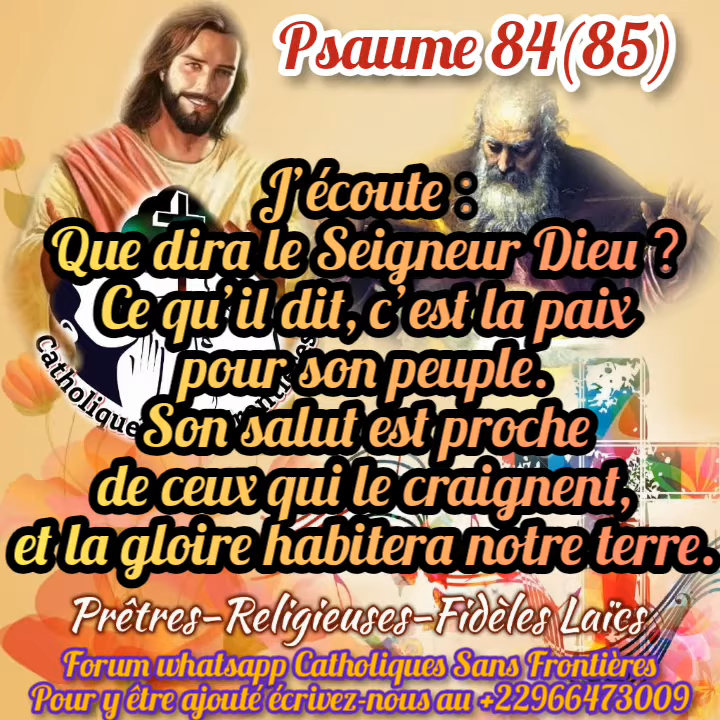 Psaume 84(85)
J'écoute :
Que dira le Seigneur Dieu ?
Ce qu'il dit, c'est la paix
pour son peuple.
Son salut est proche
de ceux qui le craignent,
et la gloire habitera notre terre.
Catholique
Prêtres-Religieuses-Fidèles Laïcs
Forum whatsapp Catholiques Sans Frontières
Pour y être ajouté écrivez-nous au +22966473009